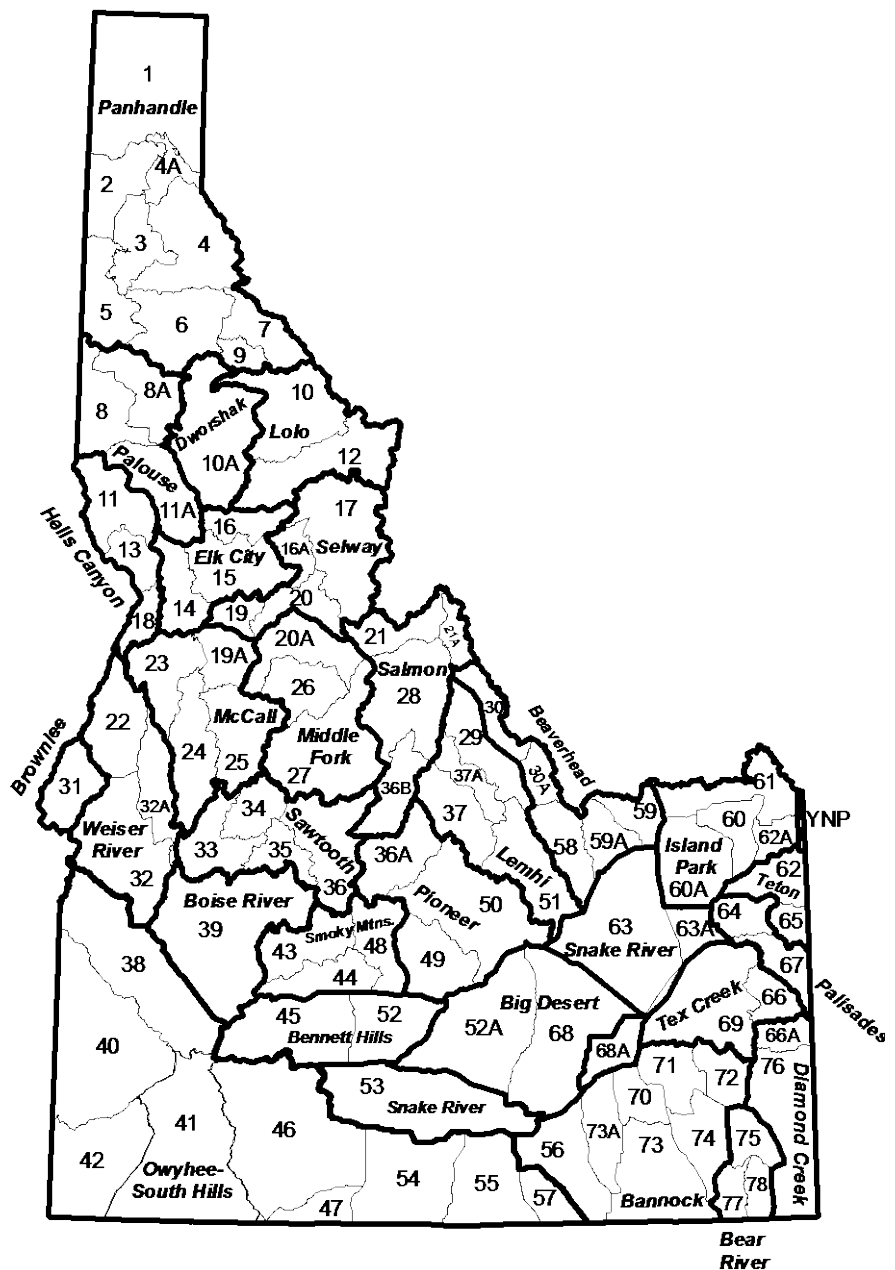 1
Panhandle
4A
2
3
4
5
6
7
9
8A
8
10
Dworshak
Lolo
12
10A
Palouse
11
11A
17
16
Hells Canyon
13
Elk City
16A
Selway
15
20
14
19
18
20A
21
21A
23
19A
Salmon
26
28
30
22
McCall
29
Beaverhead
Middle
Fork
Brownlee
24
25
27
37A
30A
31
36B
61
32A
34
37
59
60
YNP
Weiser
River
Sawtooth
58
59A
62A
33
35
36A
Lemhi
Island
Park
62
32
36
60A
Teton
Boise River
Pioneer
50
51
64
65
39
Smoky Mtns.
63
63A
43
48
Snake River
38
49
67
44
Big Desert
66
Palisades
45
52
52A
68
Tex Creek
69
Bennett Hills
66A
40
68A
71
72
76
53
70
Diamond Creek
Snake River
41
46
73A
73
74
75
42
56
Owyhee-
South Hills
54
55
57
Bannock
77
78
47
Bear
River